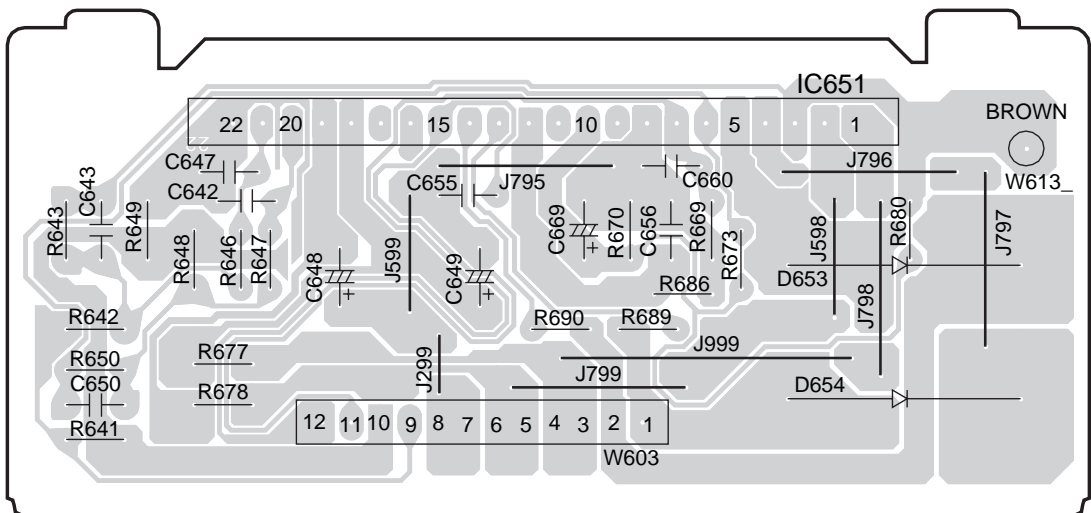 IC651
BROWN
22 20 15 10 5 1
22
C647
C655
J795
C660
J796
W613_
C642
C643
R643
R649
R648
R646
R647
C648
J599
C649
C669
R670
C656
R669
R673
J598
R680
J797
D653
J798
R686
R642
R690
R689
R650
R677
J299
J999
J799
C650
R678
D654
R641
12 11 10 9 8 7 6 5 4 3 2 1
W603
+
+
+